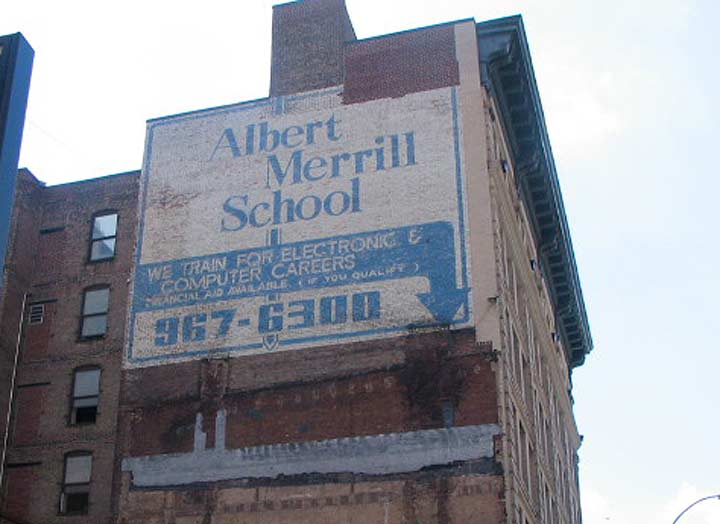 Albert
Merrill
School
WE TRAIN FOR ELECTRONIC &
COMPUTER CAREERS
FINANCIAL AID AVAILABLE (IF YOU QUALIFY)
967-6300